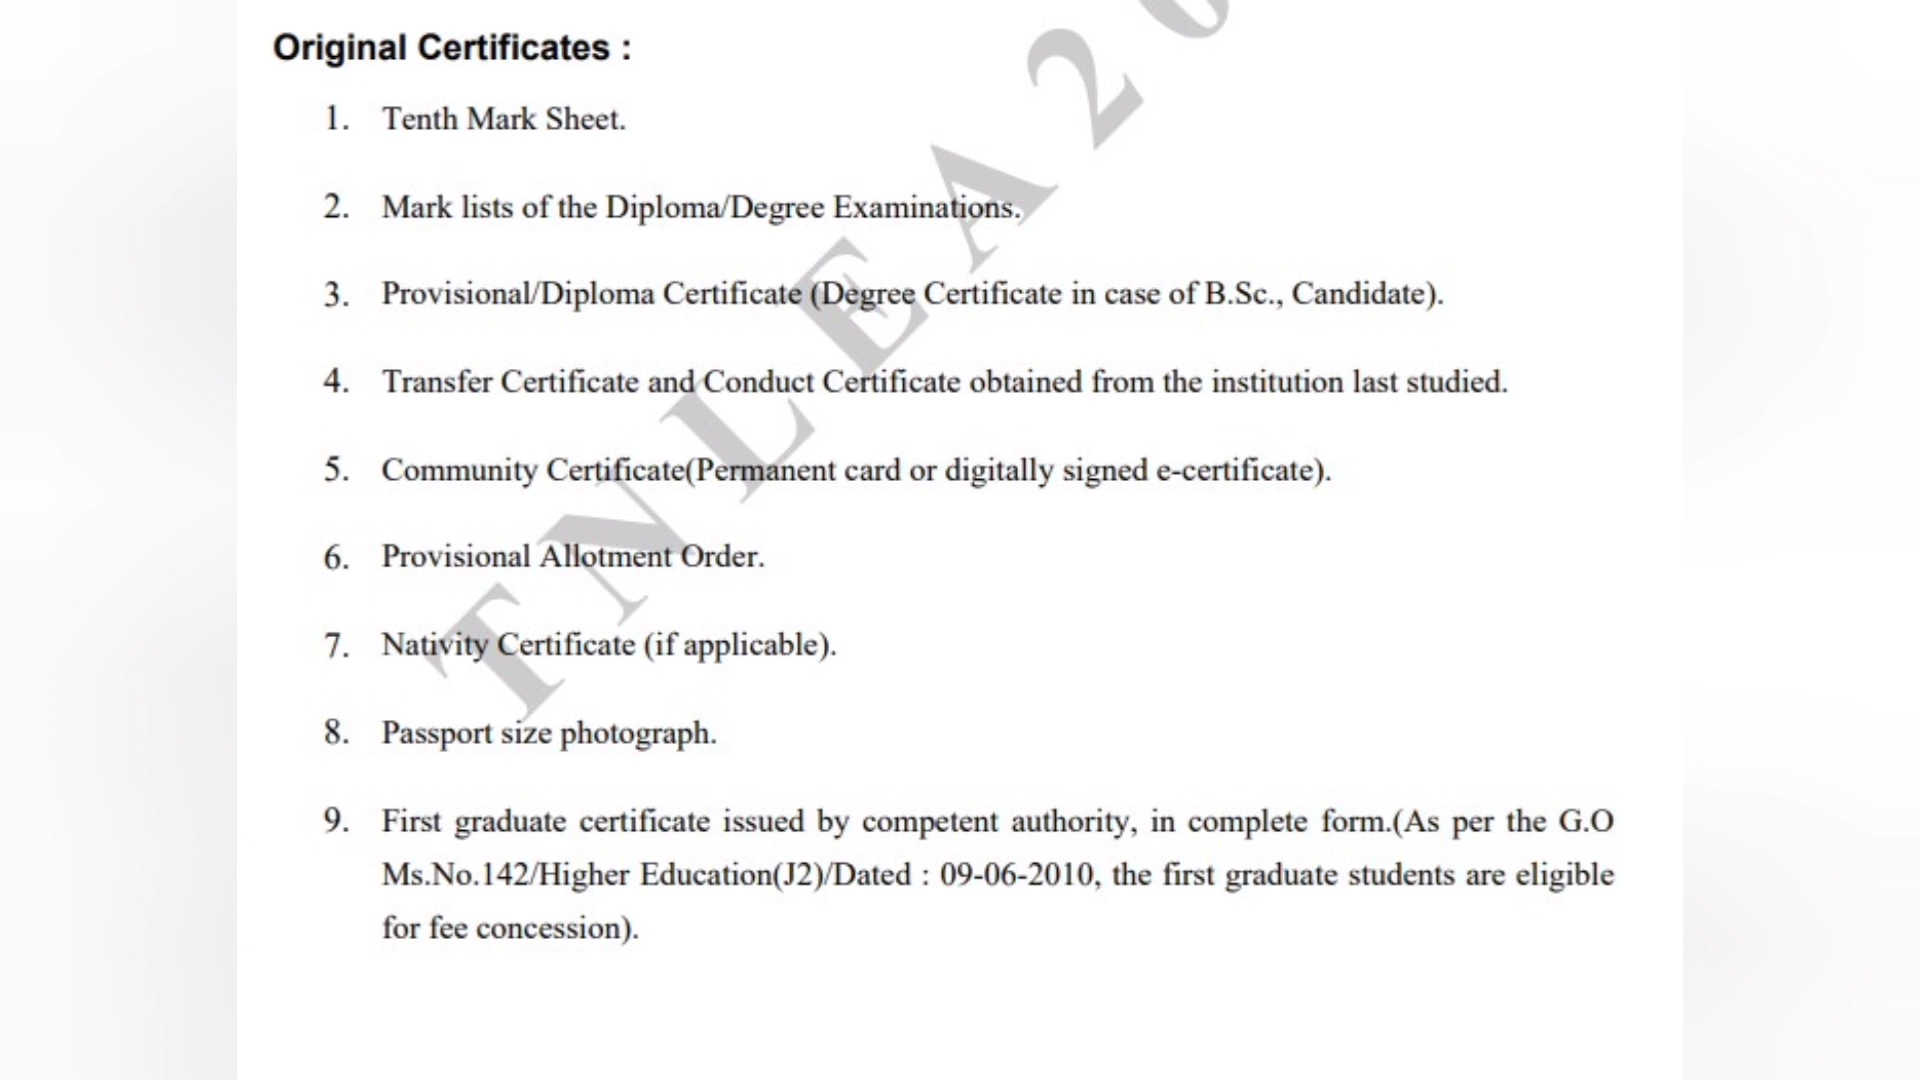 Original Certificates :
1. Tenth Mark Sheet.
2. Mark lists of the Diploma/Degree Examinations.
3. Provisional/Diploma Certificate (Degree Certificate in case of B.Sc., Candidate).
4. Transfer Certificate and Conduct Certificate obtained from the institution last studied.
5. Community Certificate(Permanent card or digitally signed e-certificate).
6. Provisional Allotment Order.
7. Nativity Certificate (if applicable).
8. Passport size photograph.
9. First graduate certificate issued by competent authority, in complete form.(As per the G.O
Ms.No.142/Higher Education(J2)/Dated : 09-06-2010, the first graduate students are eligible
for fee concession).
TNLEA 20